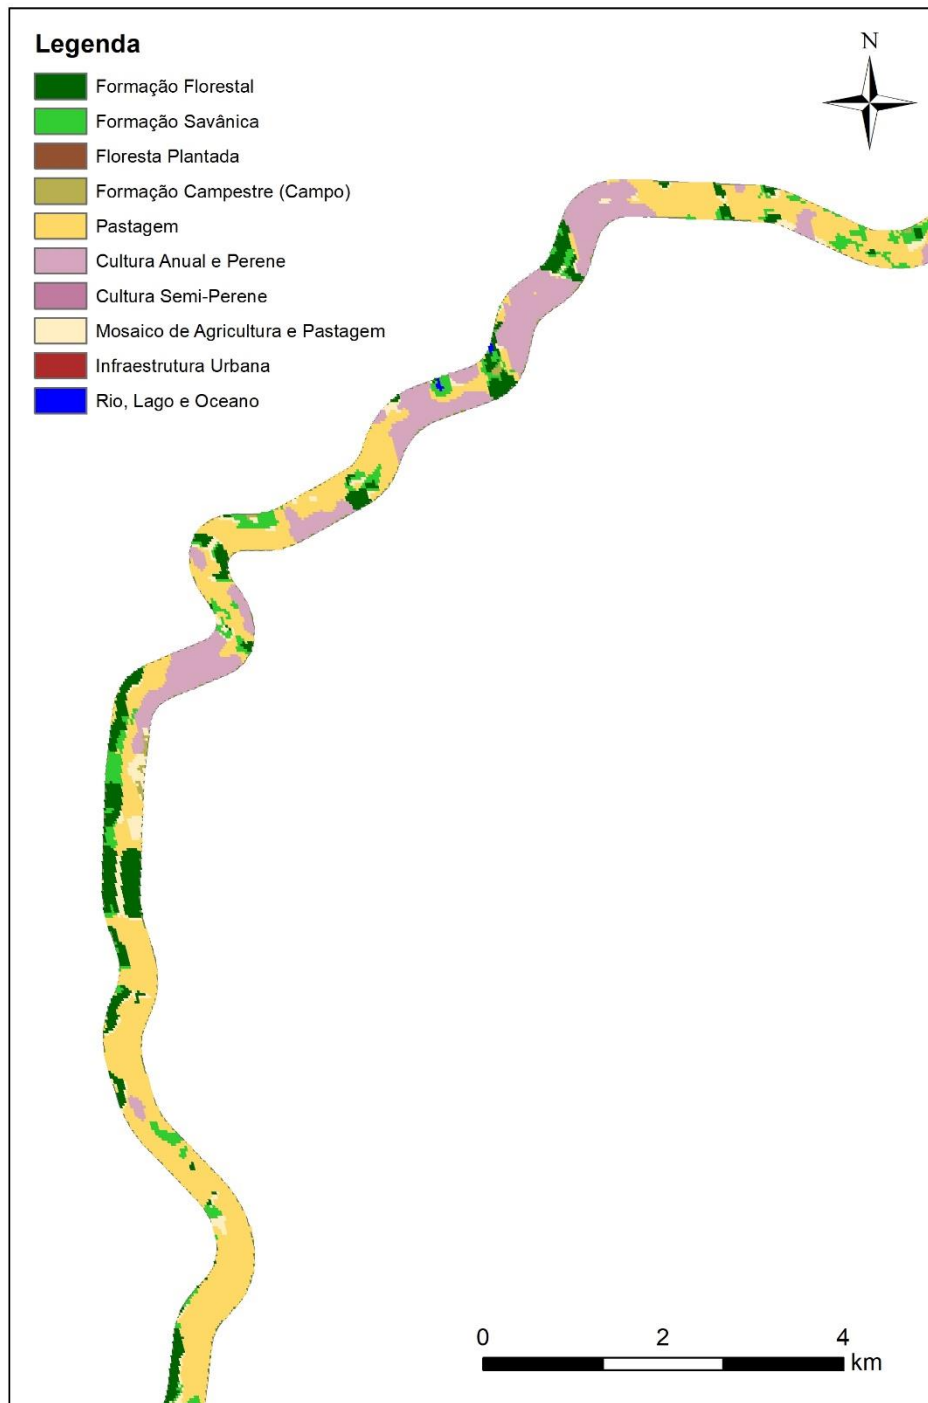 Legenda
N
Formação Florestal
Formação Savânica
Floresta Plantada
Formação Campestre (Campo)
Pastagem
Cultura Anual e Perene
Cultura Semi-Perene
Mosaico de Agricultura e Pastagem
Infraestrutura Urbana
Rio, Lago e Oceano
0 2 4
km